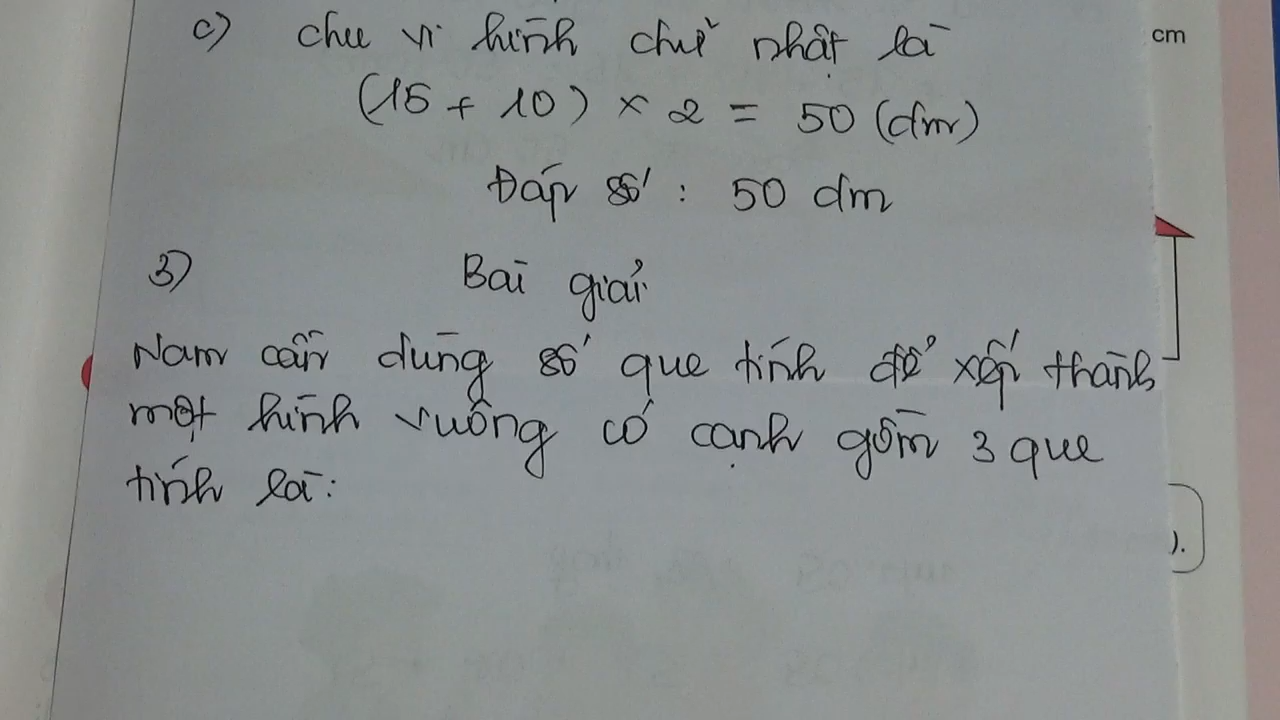 c) chu vi hình chữ nhật là
cm
(15 + 10) × 2 = 50 (dm)
Đáp số : 50 dm
3) Bài giải
Nam cần dùng số que tính để xếp thành
một hình vuông có cạnh gồm 3 que
tính là:
).